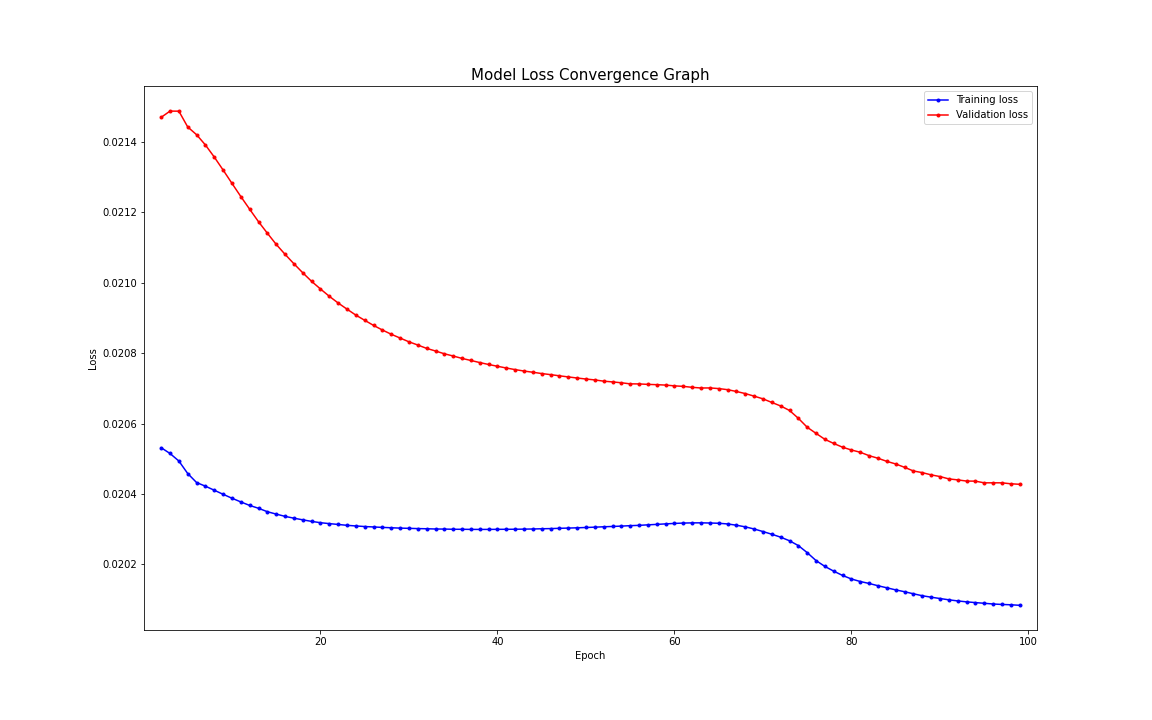 Model Loss Convergence Graph
Training loss
Validation loss
0.0214
0.0212
0.0210
0.0208
0.0206
0.0204
0.0202
Loss
20 40 60 80 100
Epoch